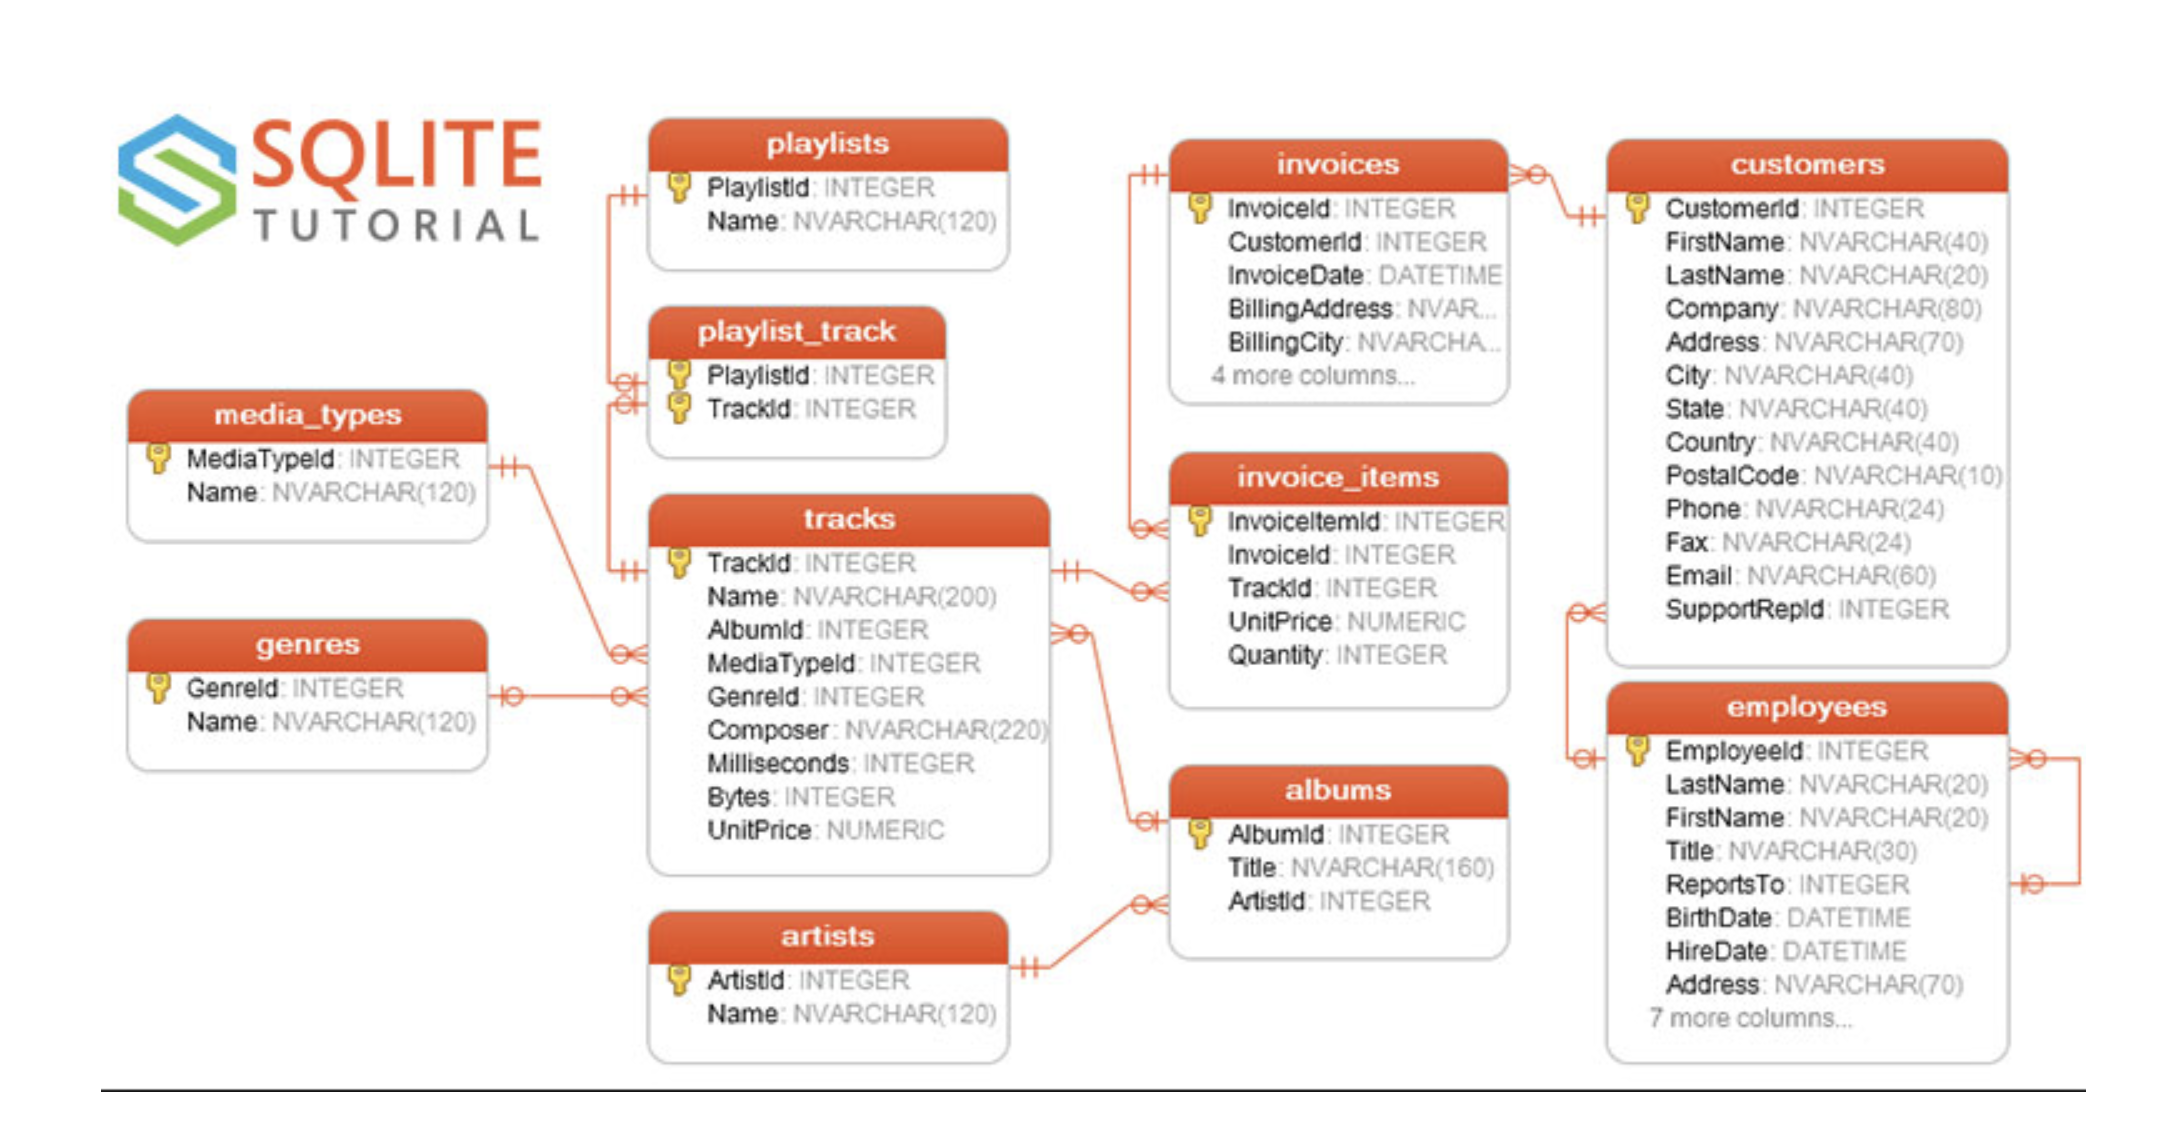 SQLITE
TUTORIAL
playlists
PlaylistId: INTEGER
Name: NVARCHAR(120)
playlist_track
PlaylistId: INTEGER
TrackId: INTEGER
media_types
MediaTypeId: INTEGER
Name: NVARCHAR(120)
genres
GenreId: INTEGER
Name: NVARCHAR(120)
tracks
TrackId: INTEGER
Name: NVARCHAR(200)
AlbumId: INTEGER
MediaTypeId: INTEGER
GenreId: INTEGER
Composer: NVARCHAR(220)
Milliseconds: INTEGER
Bytes: INTEGER
UnitPrice: NUMERIC
artists
ArtistId: INTEGER
Name: NVARCHAR(120)
invoices
InvoiceId: INTEGER
CustomerId: INTEGER
InvoiceDate: DATETIME
BillingAddress: NVAR...
BillingCity: NVARCHA...
4 more columns...
invoice_items
InvoiceItemId: INTEGER
InvoiceId: INTEGER
TrackId: INTEGER
UnitPrice: NUMERIC
Quantity: INTEGER
albums
AlbumId: INTEGER
Title: NVARCHAR(160)
ArtistId: INTEGER
customers
CustomerId: INTEGER
FirstName: NVARCHAR(40)
LastName: NVARCHAR(20)
Company: NVARCHAR(80)
Address: NVARCHAR(70)
City: NVARCHAR(40)
State: NVARCHAR(40)
Country: NVARCHAR(40)
PostalCode: NVARCHAR(10)
Phone: NVARCHAR(24)
Fax: NVARCHAR(24)
Email: NVARCHAR(60)
SupportRepId: INTEGER
employees
EmployeeId: INTEGER
LastName: NVARCHAR(20)
FirstName: NVARCHAR(20)
Title: NVARCHAR(30)
ReportsTo: INTEGER
BirthDate: DATETIME
HireDate: DATETIME
Address: NVARCHAR(70)
7 more columns...